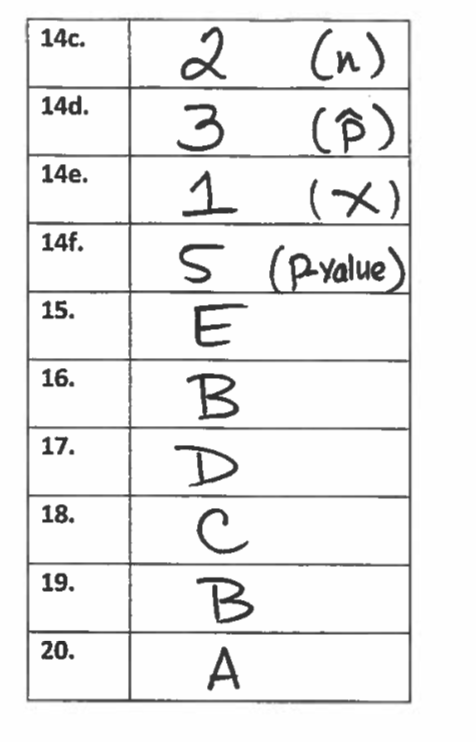 14c. 2 (n)
14d. 3 (p̂)
14e. 1 (X)
14f. 5 (p-value)
15. E
16. B
17. D
18. C
19. B
20. A